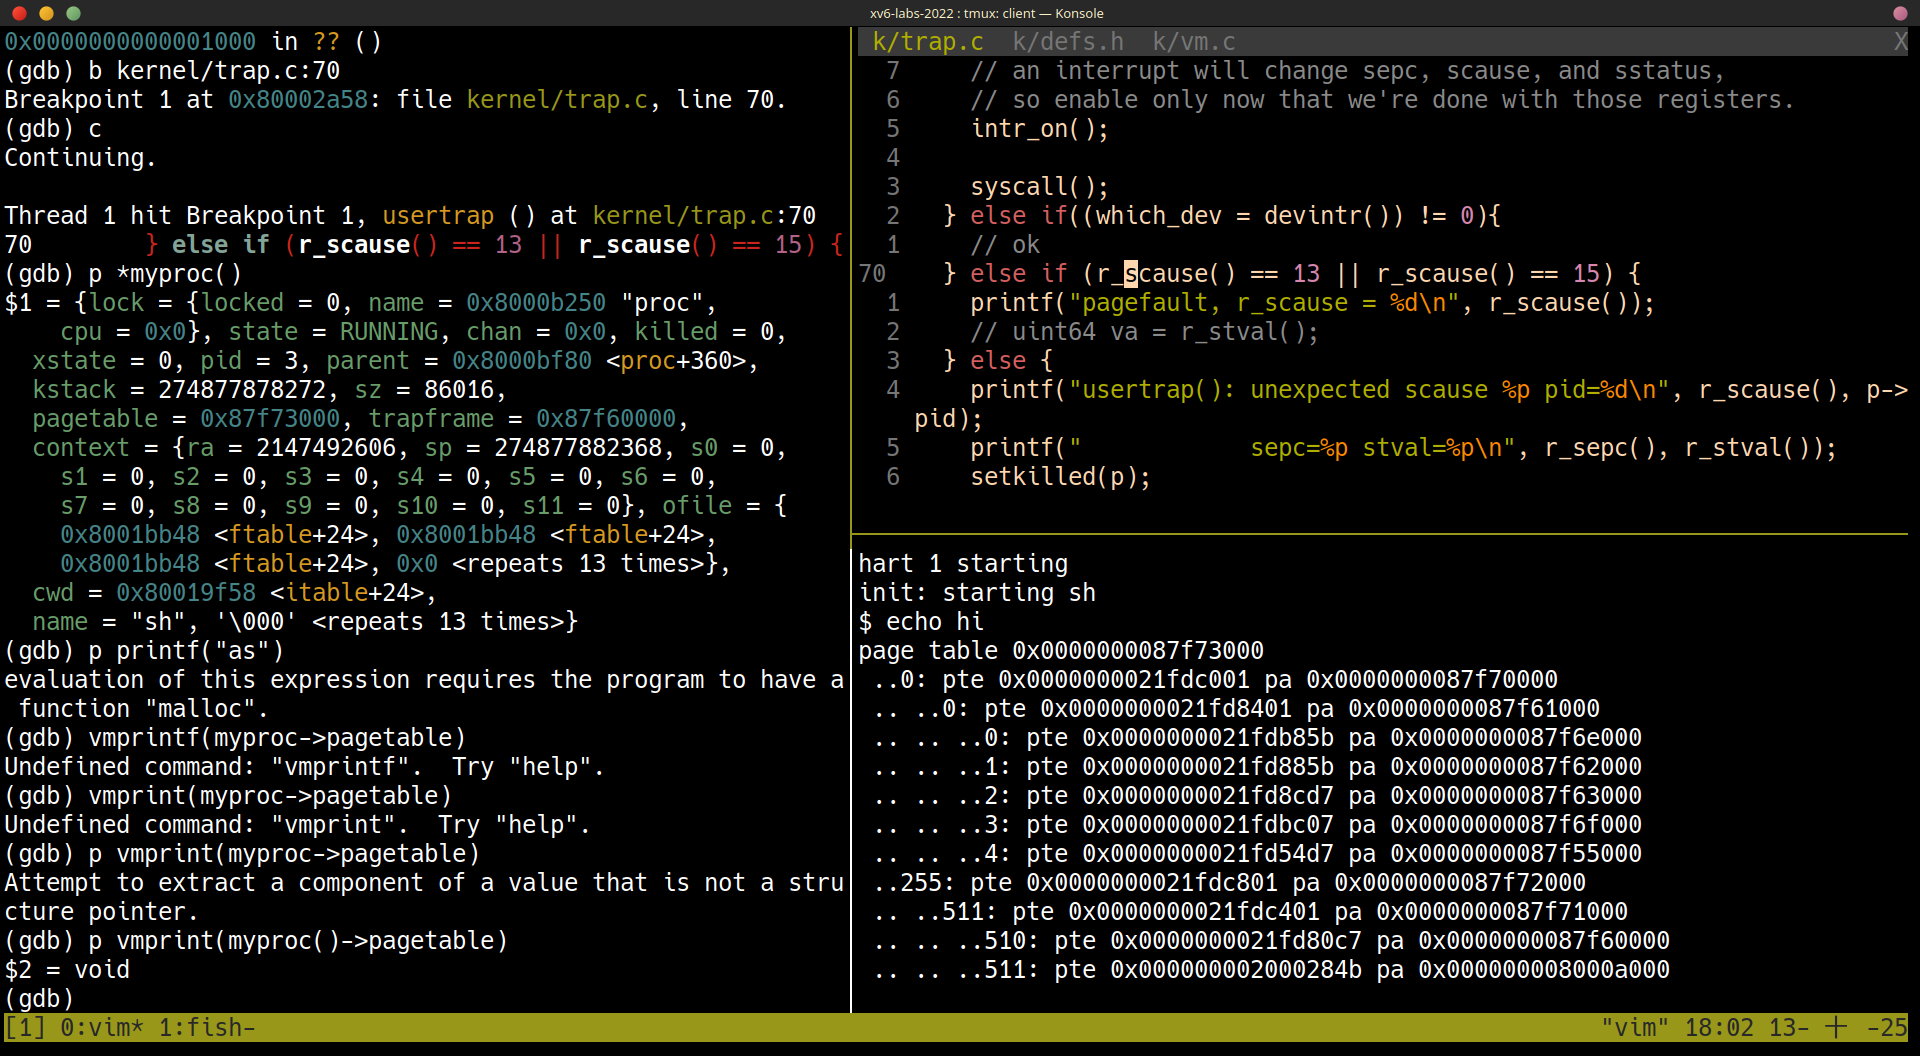 xv6-labs-2022 : tmux: client — Konsole
0x0000000000001000 in ?? ()
(gdb) b kernel/trap.c:70
Breakpoint 1 at 0x80002a58: file kernel/trap.c, line 70.
(gdb) c
Continuing.
Thread 1 hit Breakpoint 1, usertrap () at kernel/trap.c:70
70        } else if (r_scause() == 13 || r_scause() == 15) {
(gdb) p *myproc()
$1 = {lock = {locked = 0, name = 0x8000b250 "proc",
    cpu = 0x0}, state = RUNNING, chan = 0x0, killed = 0,
  xstate = 0, pid = 3, parent = 0x8000bf80 <proc+360>,
  kstack = 274877878272, sz = 86016,
  pagetable = 0x87f73000, trapframe = 0x87f60000,
  context = {ra = 2147492606, sp = 274877882368, s0 = 0,
    s1 = 0, s2 = 0, s3 = 0, s4 = 0, s5 = 0, s6 = 0,
    s7 = 0, s8 = 0, s9 = 0, s10 = 0, s11 = 0}, ofile = {
    0x8001bb48 <ftable+24>, 0x8001bb48 <ftable+24>,
    0x8001bb48 <ftable+24>, 0x0 <repeats 13 times>},
  cwd = 0x80019f58 <itable+24>,
  name = "sh", '\000' <repeats 13 times>}
(gdb) p printf("as")
evaluation of this expression requires the program to have a
 function "malloc".
(gdb) vmprintf(myproc->pagetable)
Undefined command: "vmprintf".  Try "help".
(gdb) vmprint(myproc->pagetable)
Undefined command: "vmprint".  Try "help".
(gdb) p vmprint(myproc->pagetable)
Attempt to extract a component of a value that is not a stru
cture pointer.
(gdb) p vmprint(myproc()->pagetable)
$2 = void
(gdb)
k/trap.c  k/defs.h  k/vm.c  X
  7     // an interrupt will change sepc, scause, and sstatus,
  6     // so enable only now that we're done with those registers.
  5     intr_on();
  4
  3     syscall();
  2   } else if((which_dev = devintr()) != 0){
  1     // ok
70    } else if (r_scause() == 13 || r_scause() == 15) {
  1     printf("pagefault, r_scause = %d\n", r_scause());
  2     // uint64 va = r_stval();
  3   } else {
  4     printf("usertrap(): unexpected scause %p pid=%d\n", r_scause(), p->
    pid);
  5     printf("            sepc=%p stval=%p\n", r_sepc(), r_stval());
  6     setkilled(p);
hart 1 starting
init: starting sh
$ echo hi
page table 0x0000000087f73000
 ..0: pte 0x0000000021fdc001 pa 0x0000000087f70000
 .. ..0: pte 0x0000000021fd8401 pa 0x0000000087f61000
 .. .. ..0: pte 0x0000000021fdb85b pa 0x0000000087f6e000
 .. .. ..1: pte 0x0000000021fd885b pa 0x0000000087f62000
 .. .. ..2: pte 0x0000000021fd8cd7 pa 0x0000000087f63000
 .. .. ..3: pte 0x0000000021fdbc07 pa 0x0000000087f6f000
 .. .. ..4: pte 0x0000000021fd54d7 pa 0x0000000087f55000
 ..255: pte 0x0000000021fdc801 pa 0x0000000087f72000
 .. ..511: pte 0x0000000021fdc401 pa 0x0000000087f71000
 .. .. ..510: pte 0x0000000021fd80c7 pa 0x0000000087f60000
 .. .. ..511: pte 0x000000002000284b pa 0x000000008000a000
[1] 0:vim* 1:fish-
"vim" 18:02 13-十-25